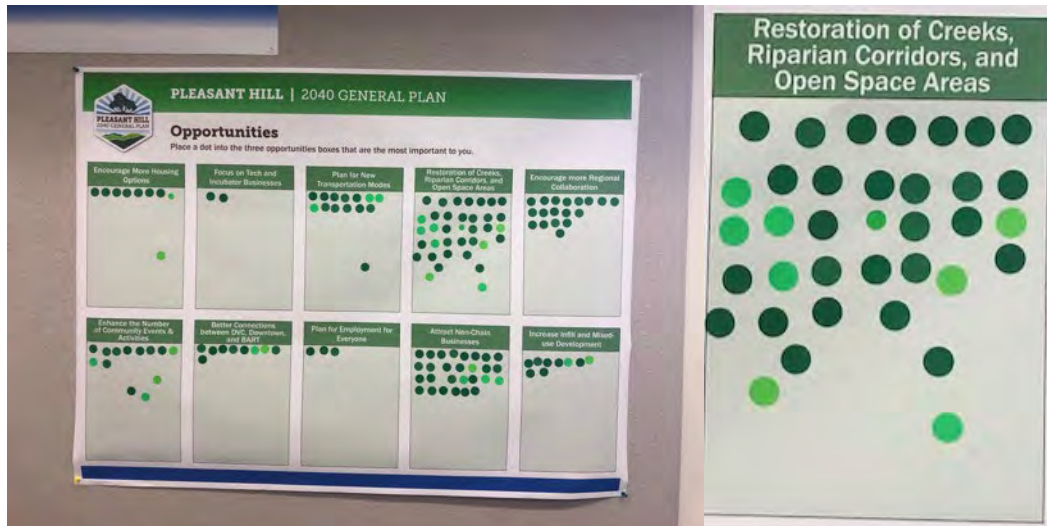 PLEASANT HILL
2040 GENERAL PLAN
PLEASANT HILL | 2040 GENERAL PLAN
Opportunities
Place a dot into the three opportunities boxes that are the most important to you.
Encourage More Housing
Options
Focus on Tech and
Incubator Businesses
Plan for New
Transportation Modes
Restoration of Creeks,
Riparian Corridors, and
Open Space Areas
Encourage more Regional
Collaboration
Enhance the Number
of Community Events &
Activities
Better Connections
between DVC, Downtown,
and BART
Plan for Employment for
Everyone
Attract Non-Chain
Businesses
Increase Infill and Mixed-
use Development
Restoration of Creeks,
Riparian Corridors, and
Open Space Areas